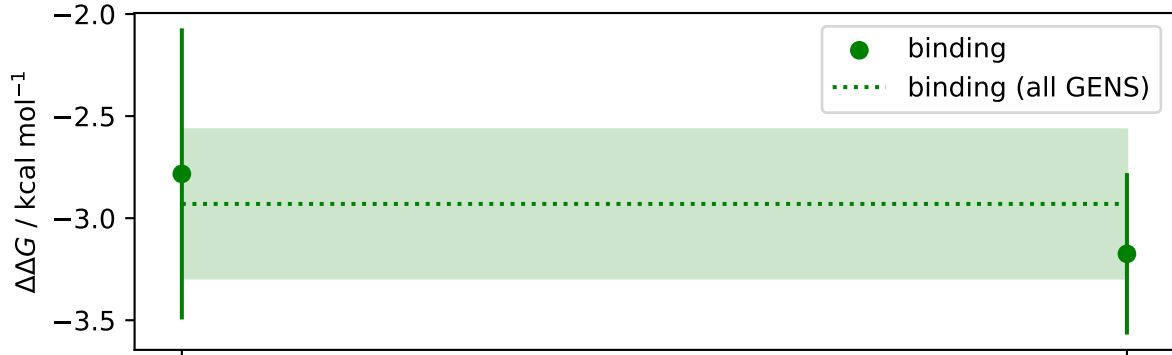 −2.0
−2.5
−3.0
−3.5
ΔΔG / kcal mol⁻¹
binding
binding (all GENS)